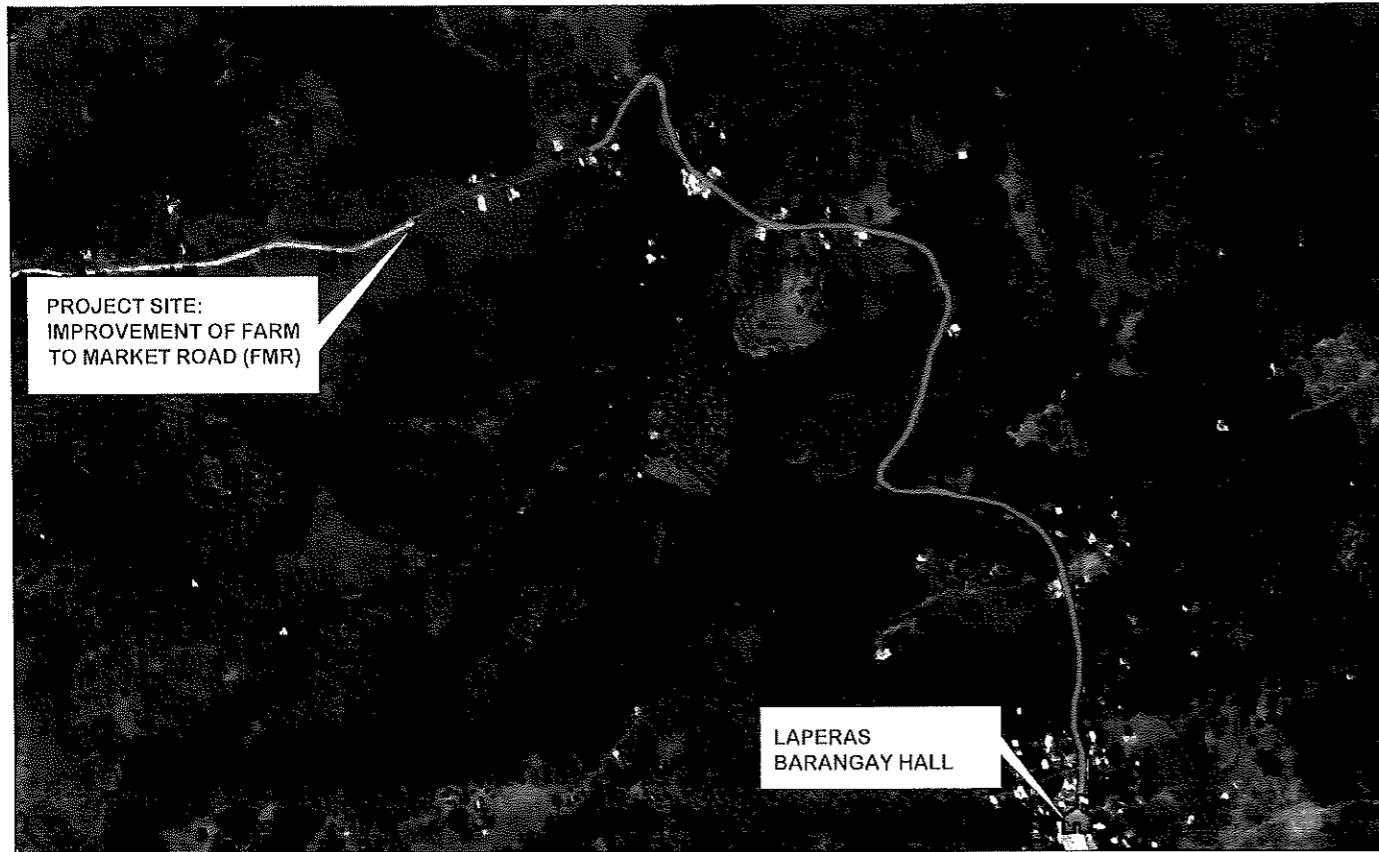 PROJECT SITE:
IMPROVEMENT OF FARM
TO MARKET ROAD (FMR)
LAPERAS
BARANGAY HALL